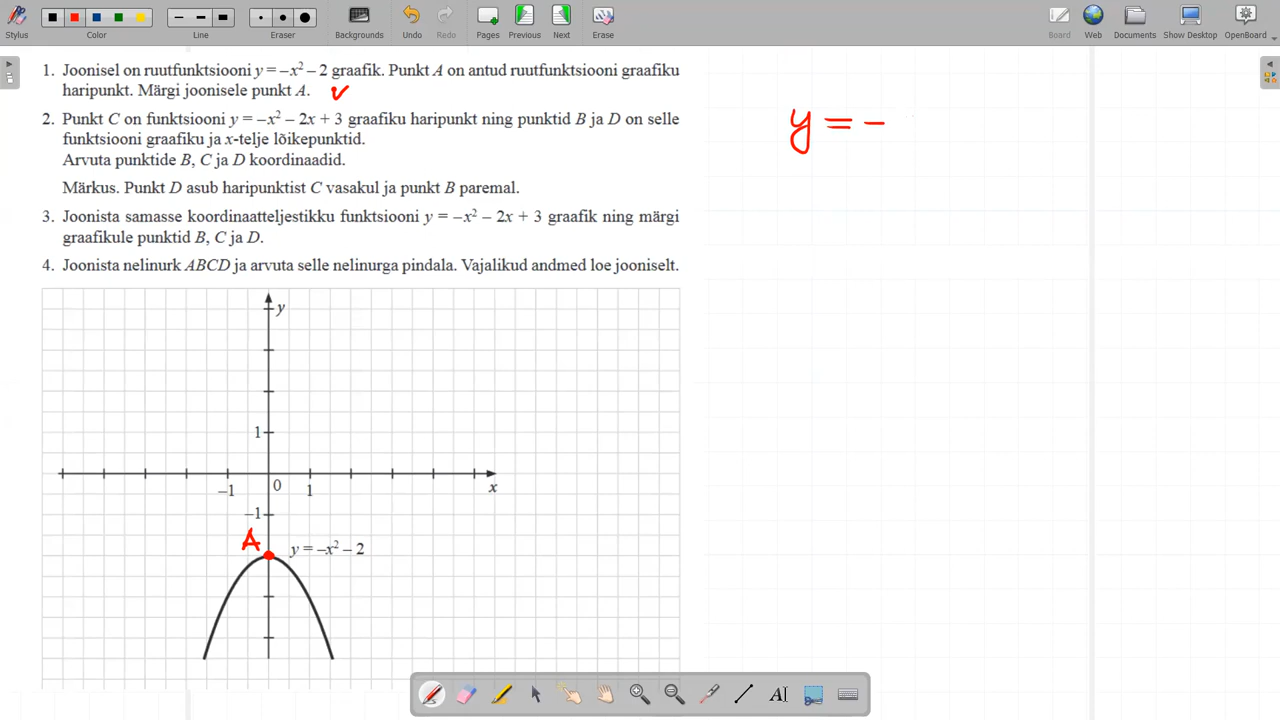 Stylus Color Line Eraser Backgrounds Undo Redo Pages Previous Next Erase Board Web Documents Show Desktop OpenBoard
1. Joonisel on ruutfunktsiooni y = –x² – 2 graafik. Punkt A on antud ruutfunktsiooni graafiku
haripunkt. Märgi joonisele punkt A. v
2. Punkt C on funktsiooni y = –x² – 2x + 3 graafiku haripunkt ning punktid B ja D on selle
funktsiooni graafiku ja x-telje lõikepunktid.
Arvuta punktide B, C ja D koordinaadid.
Märkus. Punkt D asub haripunktist C vasakul ja punkt B paremal.
3. Joonista samasse koordinaatteljestikku funktsiooni y = –x² – 2x + 3 graafik ning märgi
graafikule punktid B, C ja D.
4. Joonista nelinurk ABCD ja arvuta selle nelinurga pindala. Vajalikud andmed loe jooniselt.
y = –
y
1
–1 0 1 x
–1
A y = –x² – 2
AI